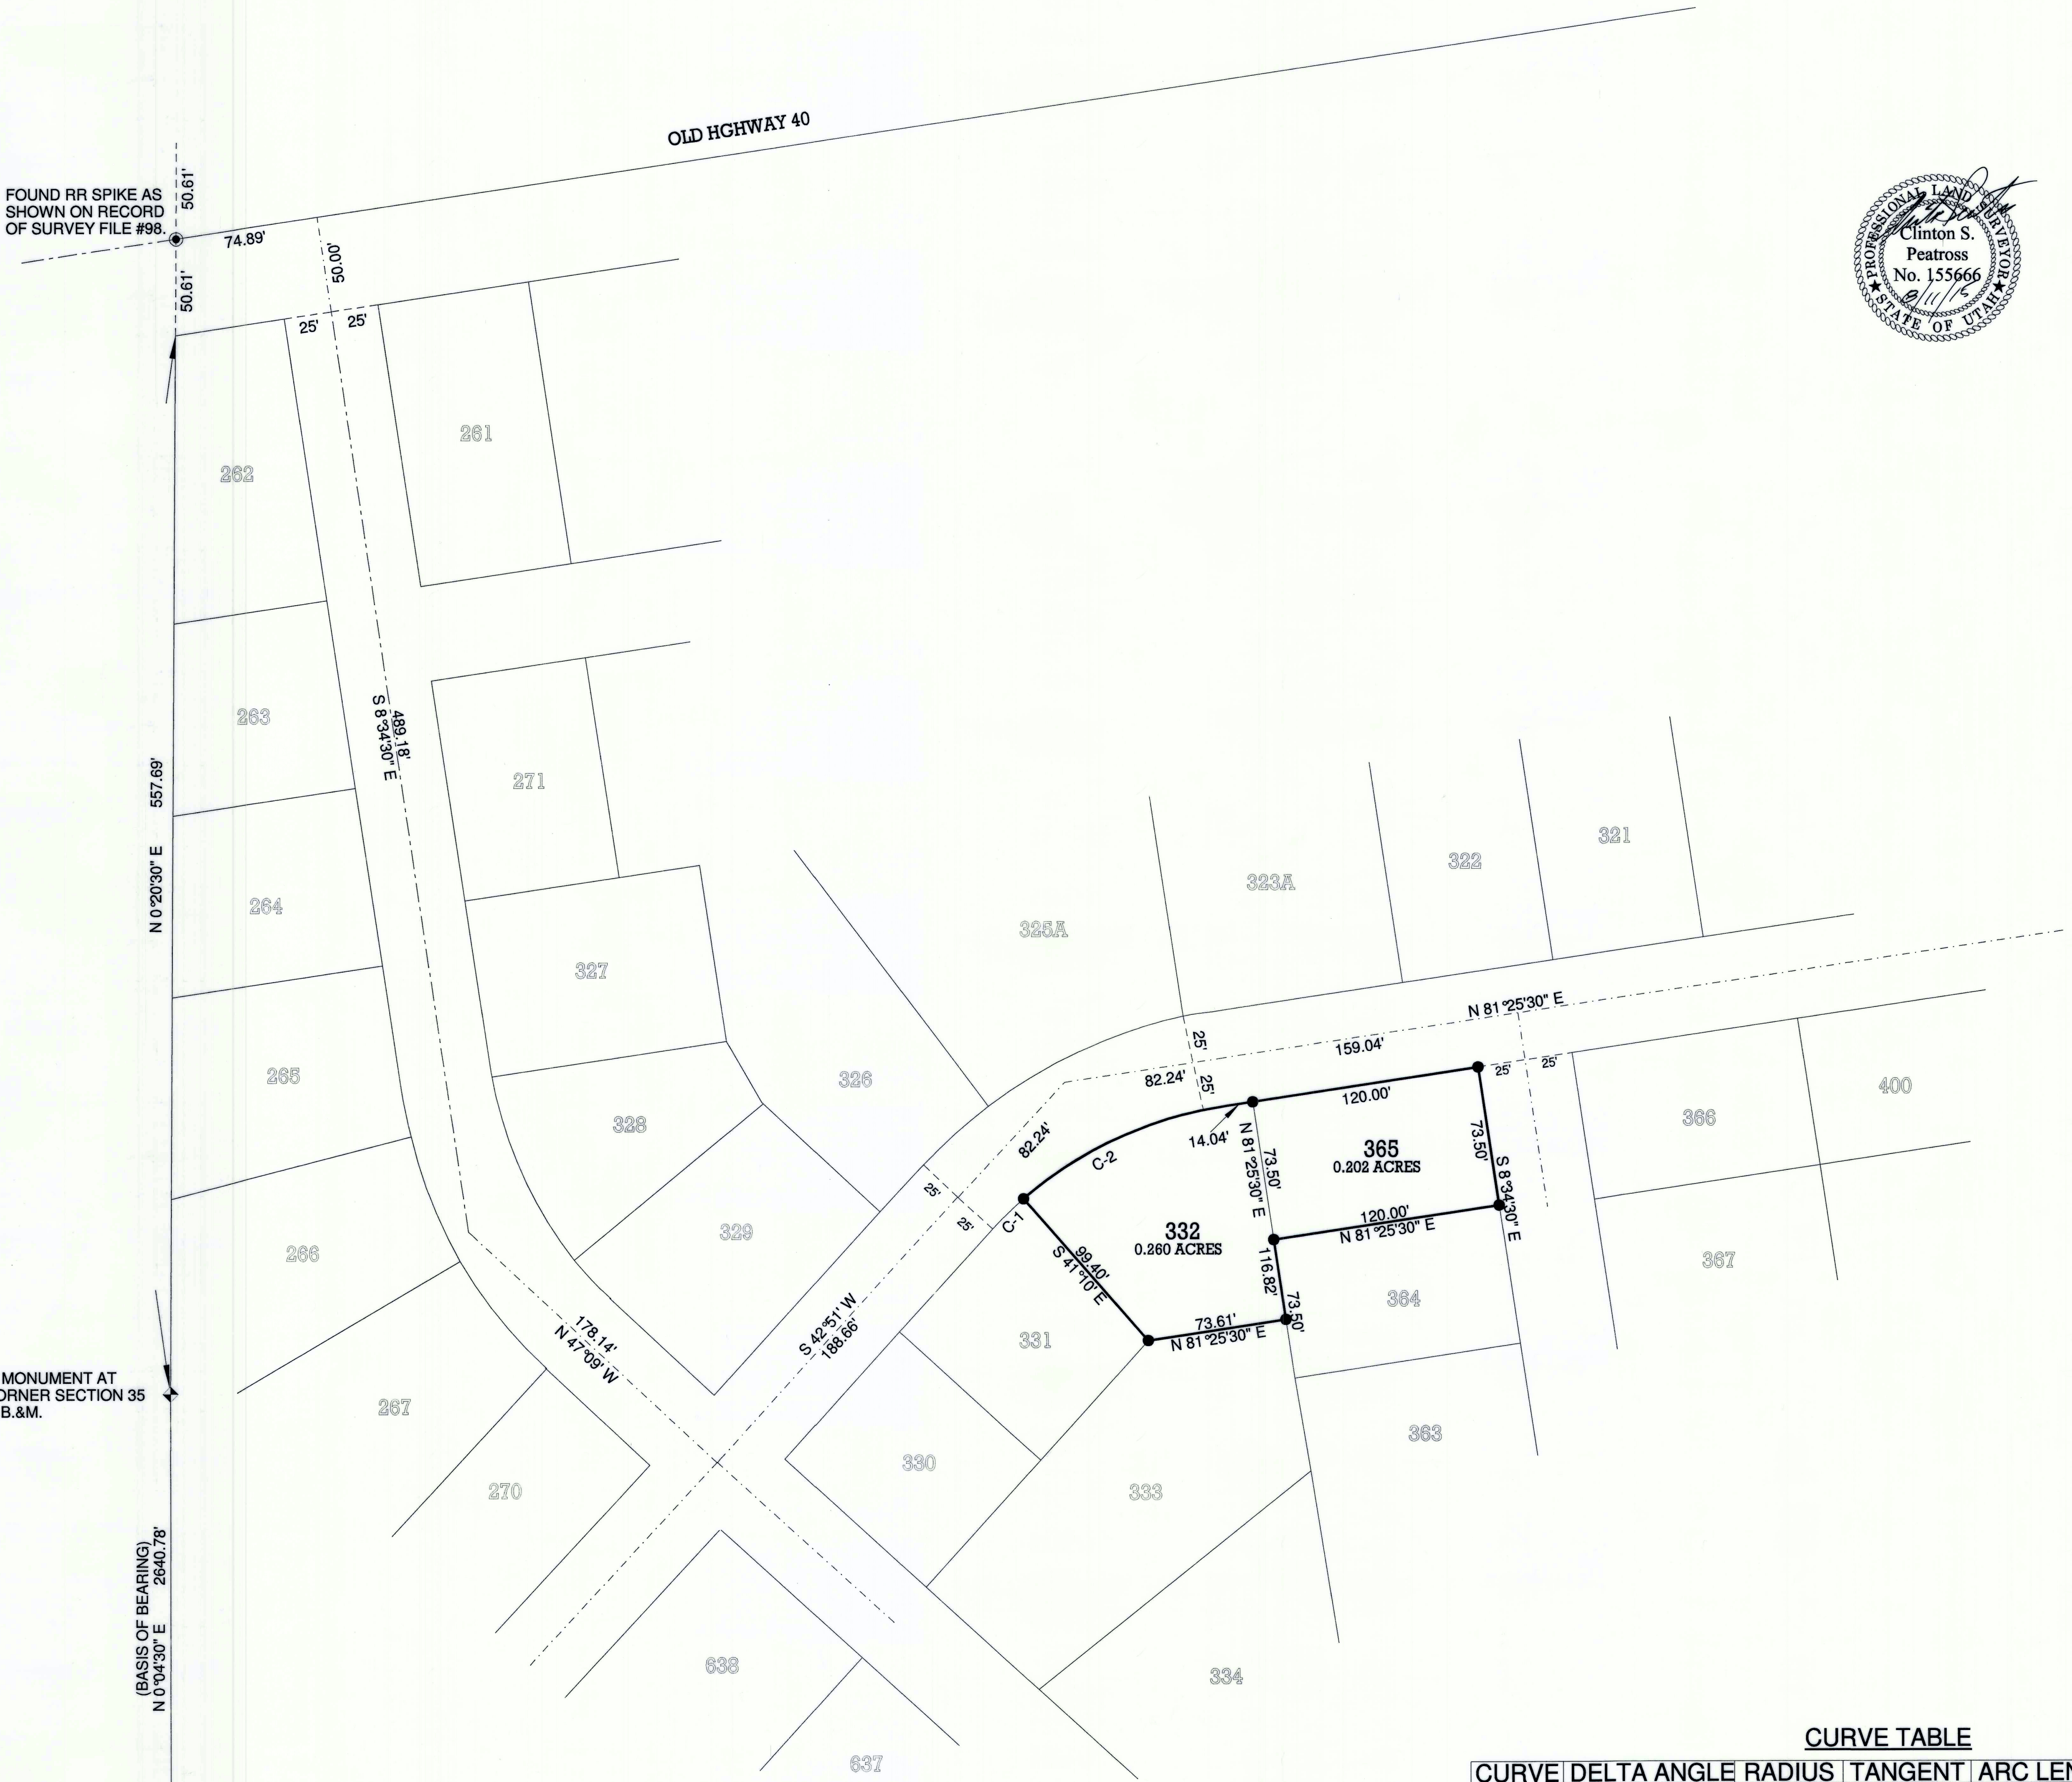 OLD HGHWAY 40
FOUND RR SPIKE AS
SHOWN ON RECORD
OF SURVEY FILE #98.
50.61'
50.61'
74.89'
50.00'
25'
25'
PROFESSIONAL LAND SURVEYOR
Clinton S.
Peatross
No. 155666
8/11/15
STATE OF UTAH
261
262
263
489.18'
S 8°34'30" E
271
557.69'
N 0°20'30" E
264
327
265
328
326
325A
323A
322
321
N 81°25'30" E
159.04'
25'
82.24'
25'
25'
25'
82.24'
14.04'
120.00'
C-2
365
0.202 ACRES
73.50'
S 8°34'30" E
73.50'
N 81°25'30" E
366
400
367
266
329
25'
25'
C-1
332
0.260 ACRES
120.00'
N 81°25'30" E
99.40'
S 41°10' E
116.82'
73.50'
364
73.61'
N 81°25'30" E
331
S 42°51' W
188.66'
178.14'
N 47°09' W
MONUMENT AT
ORNER SECTION 35
B.&M.
267
270
330
333
363
(BASIS OF BEARING)
N 0°04'30" E 2640.78'
638
334
637
CURVE TABLE
CURVE DELTA ANGLE RADIUS TANGENT ARC LEN